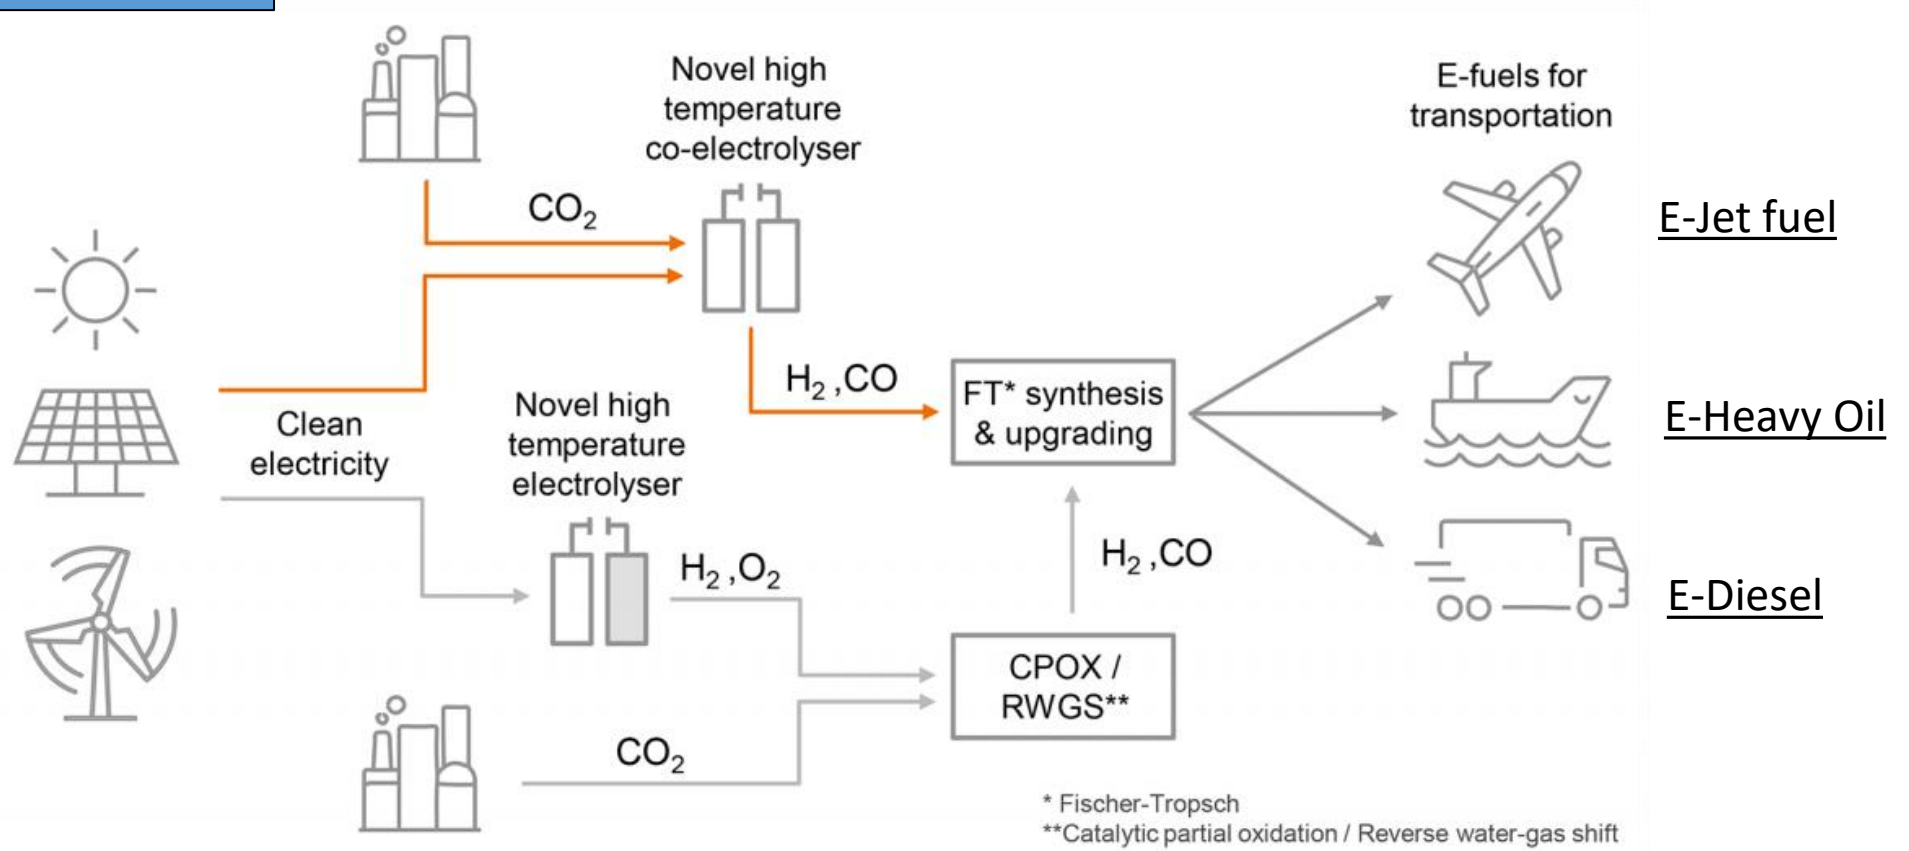 Novel high
temperature
co-electrolyser
E-fuels for
transportation
CO₂
E-Jet fuel
H₂ ,CO
FT* synthesis
& upgrading
E-Heavy Oil
Clean
electricity
Novel high
temperature
electrolyser
H₂ ,O₂
H₂ ,CO
E-Diesel
CPOX /
RWGS**
CO₂
* Fischer-Tropsch
**Catalytic partial oxidation / Reverse water-gas shift